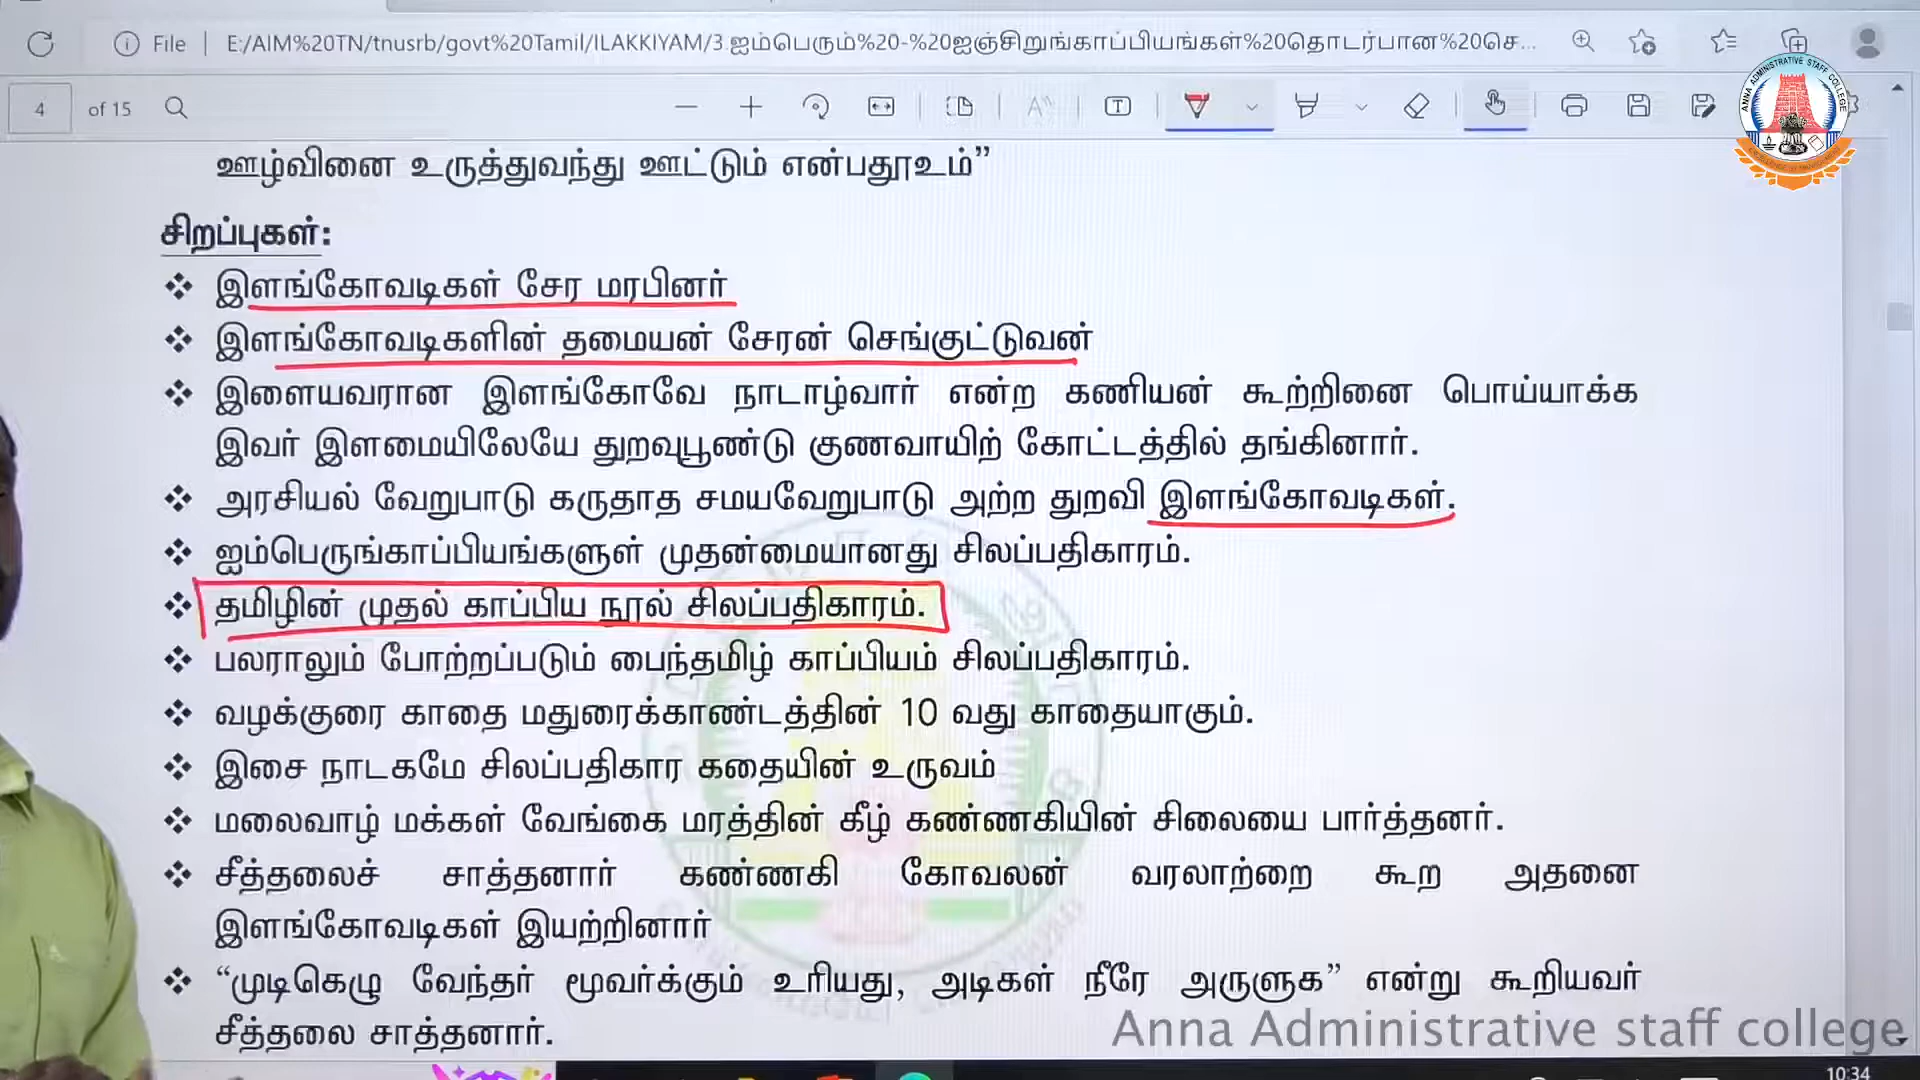 File
E:/AIM%20TN/tnusrb/govt%20Tamil/ILAKKIYAM/3.ஐம்பெரும்%20-%20ஐஞ்சிறுங்காப்பியங்கள்%20தொடர்பான%20செ...
4 of 15
ANNA ADMINISTRATIVE STAFF COLLEGE
ஊழ்வினை உருத்துவந்து ஊட்டும் என்பதூஉம்”
சிறப்புகள்:
❖ இளங்கோவடிகள் சேர மரபினர்
❖ இளங்கோவடிகளின் தமையன் சேரன் செங்குட்டுவன்
❖ இளையவரான இளங்கோவே நாடாழ்வார் என்ற கணியன் கூற்றினை பொய்யாக்க
இவர் இளமையிலேயே துறவுபூண்டு குணவாயிற் கோட்டத்தில் தங்கினார்.
❖ அரசியல் வேறுபாடு கருதாத சமயவேறுபாடு அற்ற துறவி இளங்கோவடிகள்.
❖ ஐம்பெருங்காப்பியங்களுள் முதன்மையானது சிலப்பதிகாரம்.
❖ தமிழின் முதல் காப்பிய நூல் சிலப்பதிகாரம்.
❖ பலராலும் போற்றப்படும் பைந்தமிழ் காப்பியம் சிலப்பதிகாரம்.
❖ வழக்குரை காதை மதுரைக்காண்டத்தின் 10 வது காதையாகும்.
❖ இசை நாடகமே சிலப்பதிகார கதையின் உருவம்
❖ மலைவாழ் மக்கள் வேங்கை மரத்தின் கீழ் கண்ணகியின் சிலையை பார்த்தனர்.
❖ சீத்தலைச் சாத்தனார் கண்ணகி கோவலன் வரலாற்றை கூற அதனை
இளங்கோவடிகள் இயற்றினார்
❖ “முடிகெழு வேந்தர் மூவர்க்கும் உரியது, அடிகள் நீரே அருளுக” என்று கூறியவர்
சீத்தலை சாத்தனார்.
Anna Administrative staff college
10:34